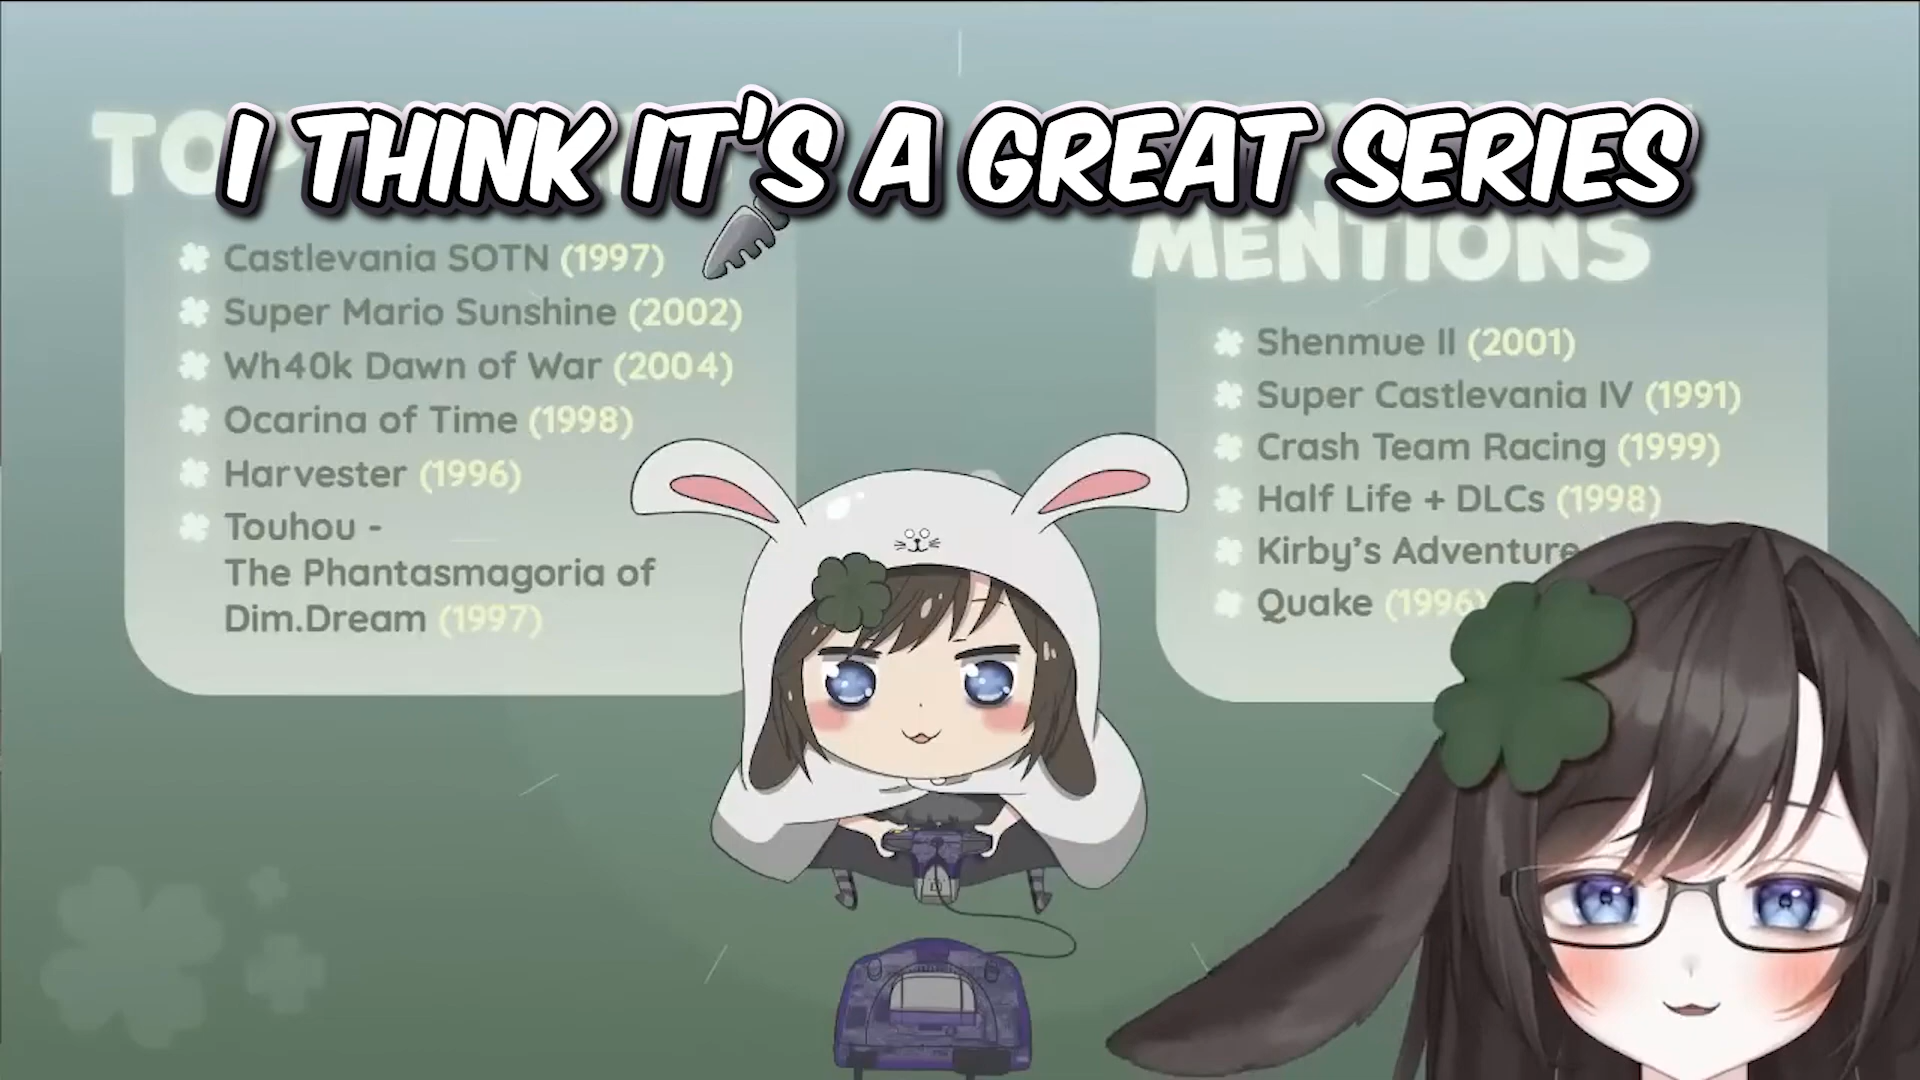 I THINK IT'S A GREAT SERIES
MENTIONS
Castlevania SOTN (1997)
Super Mario Sunshine (2002)
Wh40k Dawn of War (2004)
Ocarina of Time (1998)
Harvester (1996)
Touhou -
The Phantasmagoria of
Dim.Dream (1997)
Shenmue II (2001)
Super Castlevania IV (1991)
Crash Team Racing (1999)
Half Life + DLCs (1998)
Kirby's Adventure
Quake (1996)